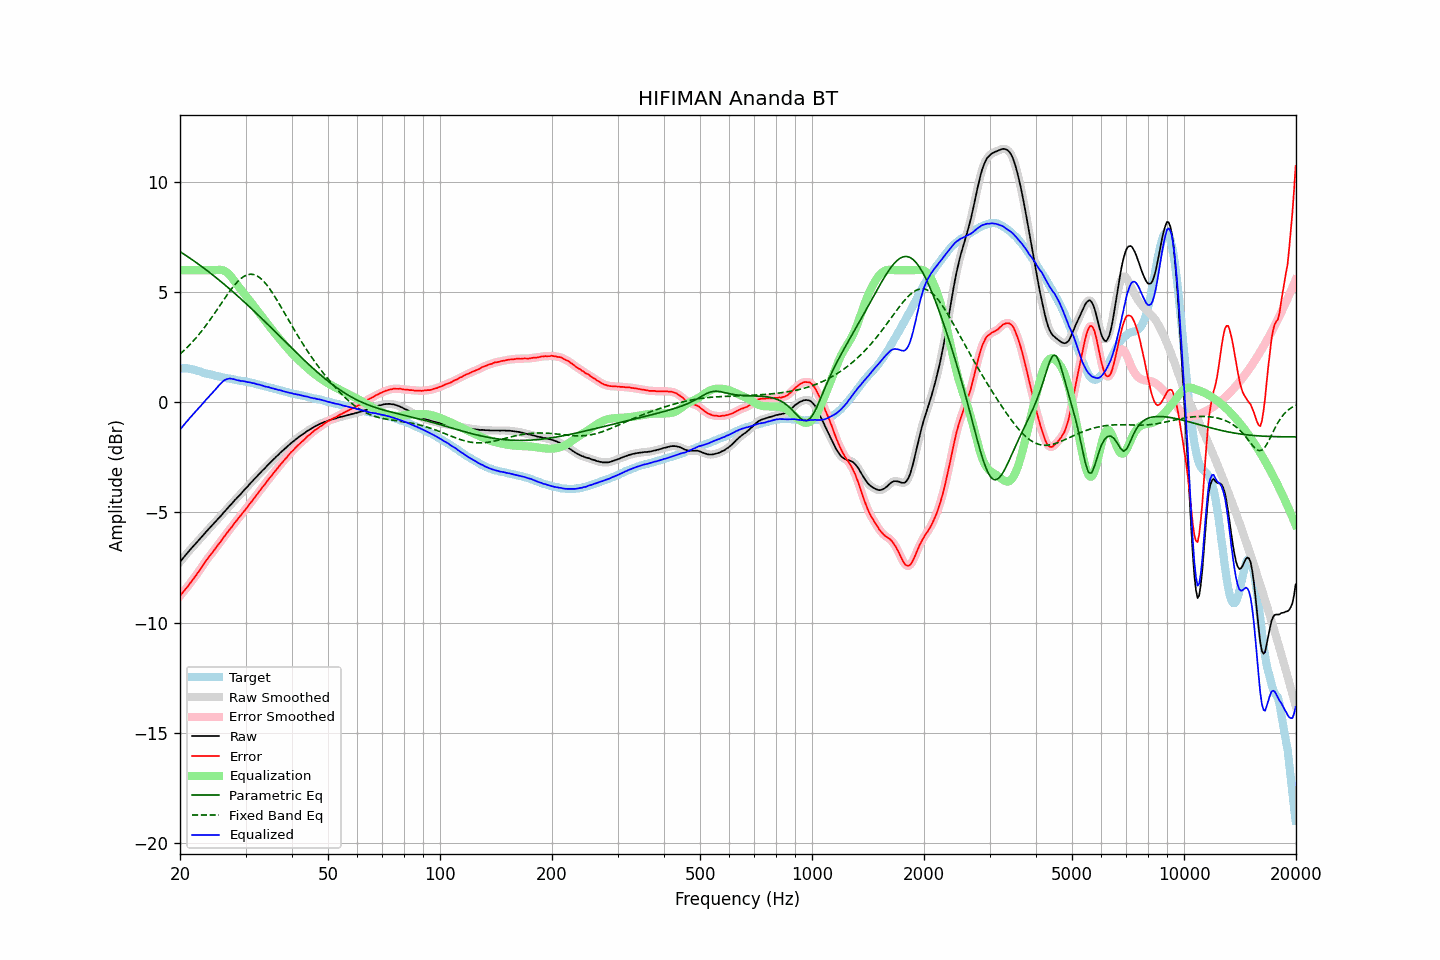 HIFIMAN Ananda BT
Amplitude (dBr)
10
5
0
−5
−10
−15
−20
Target
Raw Smoothed
Error Smoothed
Raw
Error
Equalization
Parametric Eq
Fixed Band Eq
Equalized
20 50 100 200 500 1000 2000 5000 10000 20000
Frequency (Hz)